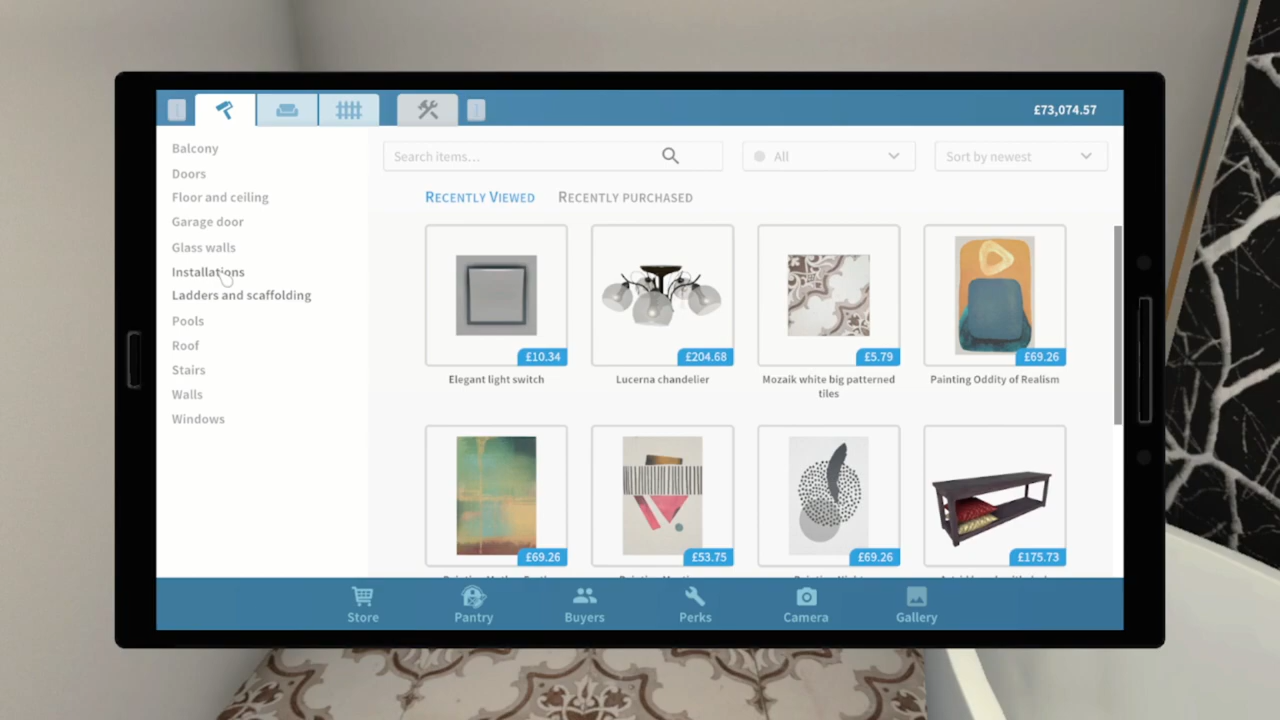 £73,074.57
Balcony
Doors
Floor and ceiling
Garage door
Glass walls
Installations
Ladders and scaffolding
Pools
Roof
Stairs
Walls
Windows
Search items...
All
Sort by newest
Recently Viewed
Recently purchased
£10.34
£204.68
£5.79
£69.26
Elegant light switch
Lucerna chandelier
Mozaik white big patterned
tiles
Painting Oddity of Realism
£69.26
£53.75
£69.26
£175.73
Store
Pantry
Buyers
Perks
Camera
Gallery